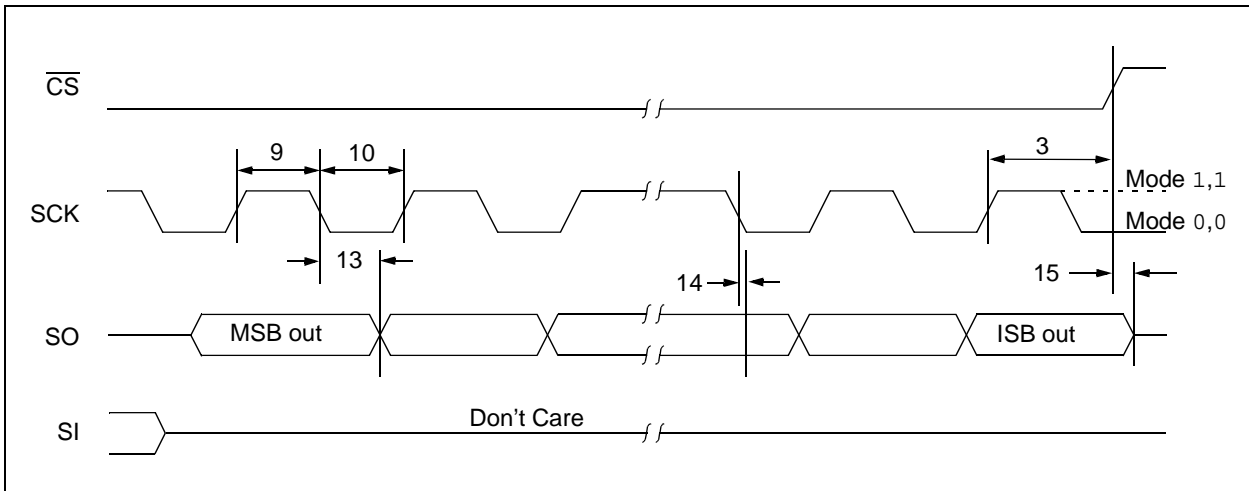 CS
9 10 3
Mode 1,1
SCK
Mode 0,0
13
14 15
SO MSB out ISB out
Don't Care
SI